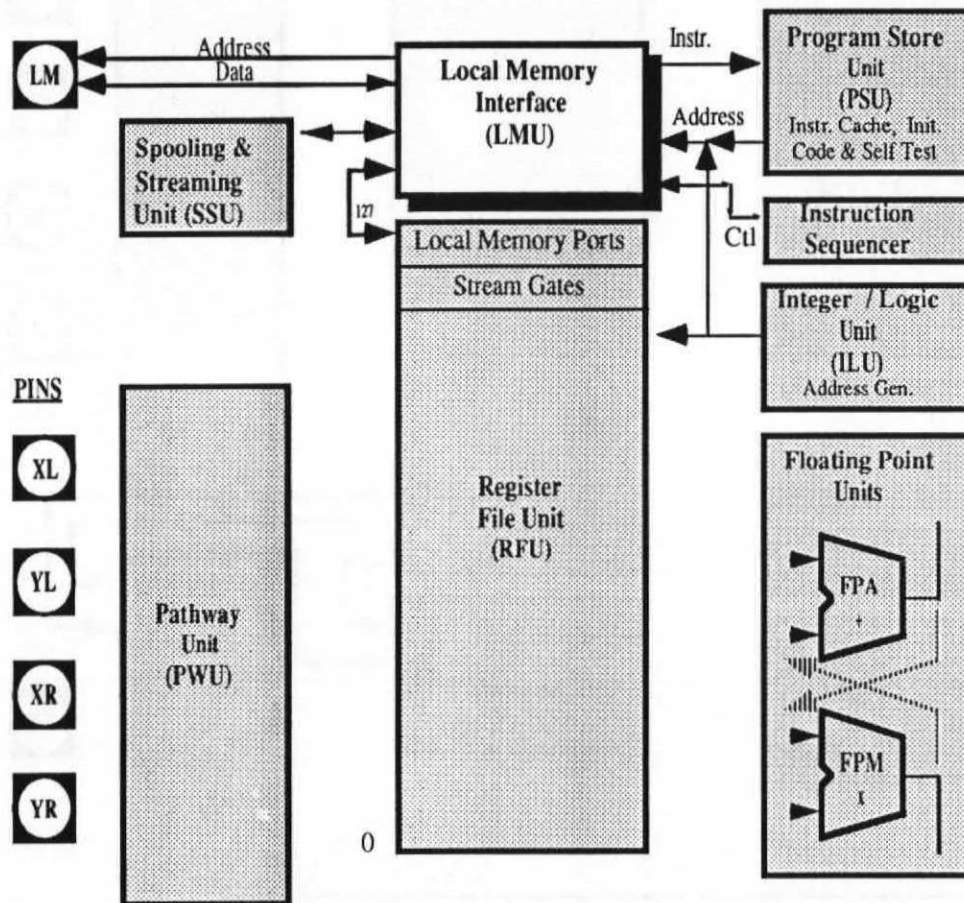 LM
Address
Data
Local Memory
Interface
(LMU)
Instr.
Address
Program Store
Unit
(PSU)
Instr. Cache, Init.
Code & Self Test
Spooling &
Streaming
Unit (SSU)
127
Ctl
Instruction
Sequencer
Local Memory Ports
Stream Gates
Integer / Logic
Unit
(ILU)
Address Gen.
PINS
XL
YL
XR
YR
Pathway
Unit
(PWU)
Register
File Unit
(RFU)
0
Floating Point
Units
FPA
+
FPM
x